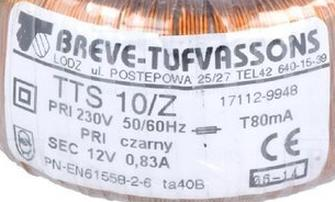 BREVE-TUFVASSONS
LODZ ul. POSTEPOWA 25/27 TEL42 640-15-39
TTS 10/Z 17112-9948
PRI 230V 50/60Hz T80mA
PRI czarny
SEC 12V 0,83A
PN-EN61558-2-6 ta40B 06-14